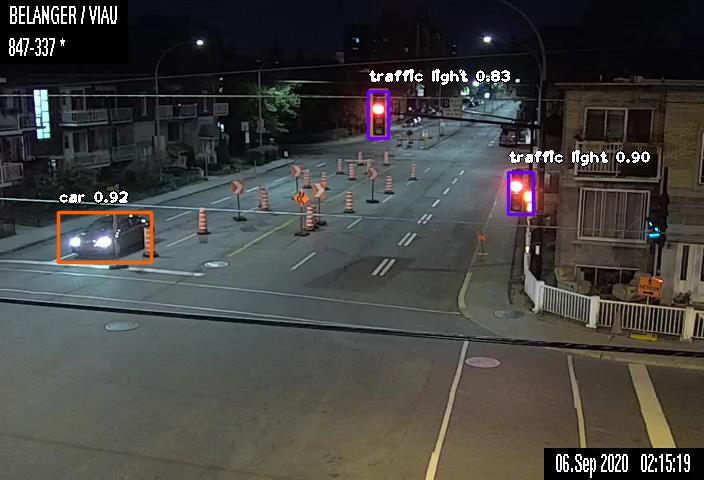 BELANGER / VIAU
847-337 *
traffic light 0.83
traffic light 0.90
car 0.92
06.Sep 2020 02:15:19